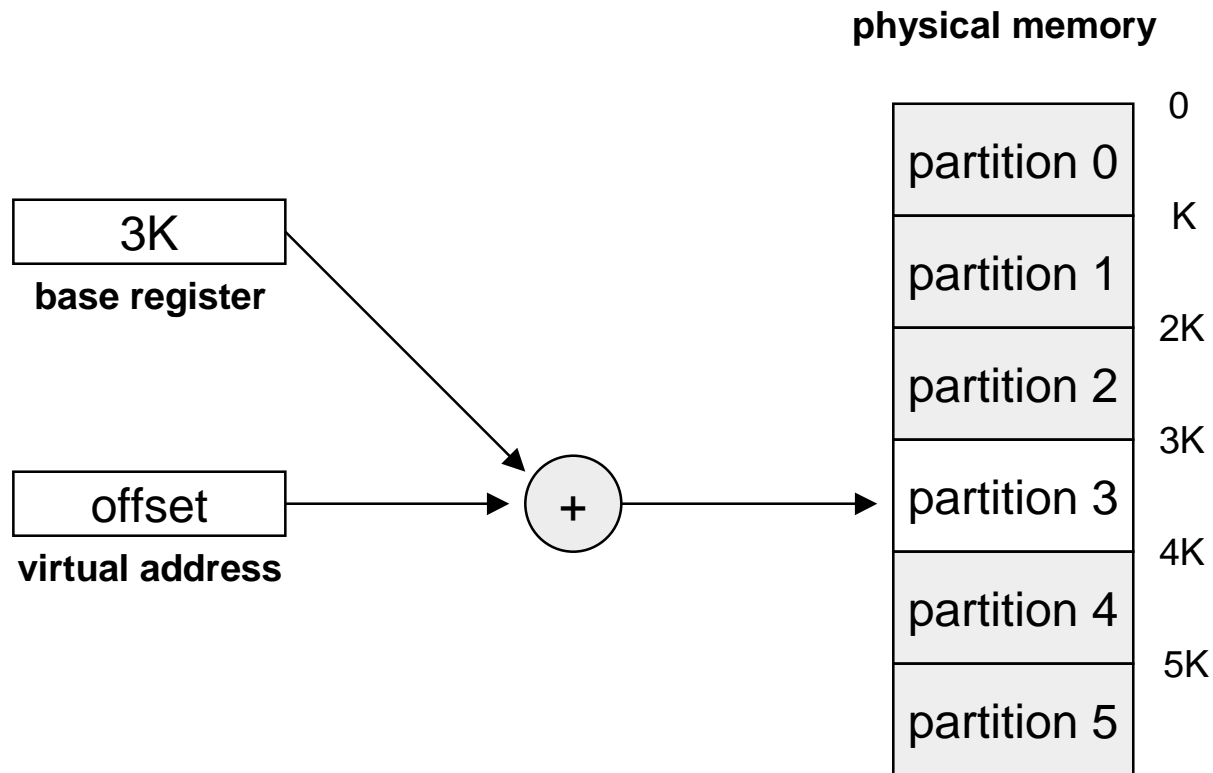 physical memory
0
partition 0
K
3K
base register
partition 1
2K
partition 2
3K
offset
virtual address
+
partition 3
4K
partition 4
5K
partition 5